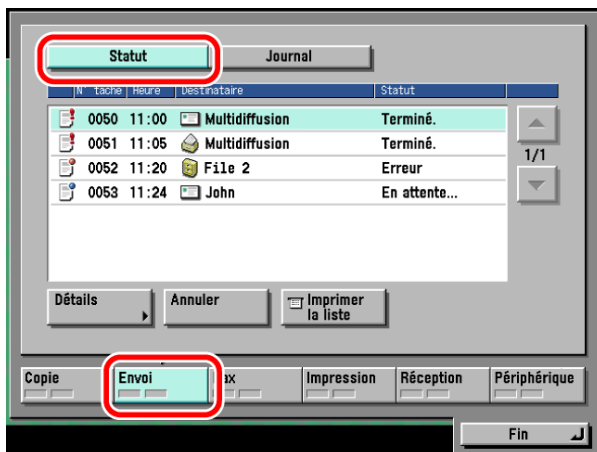 Statut Journal
N° tâche Heure Destinataire Statut
0050 11:00 Multidiffusion Terminé.
0051 11:05 Multidiffusion Terminé.
0052 11:20 File 2 Erreur
0053 11:24 John En attente...
1/1
Détails Annuler Imprimer
la liste
Copie Envoi ax Impression Réception Périphérique
Fin